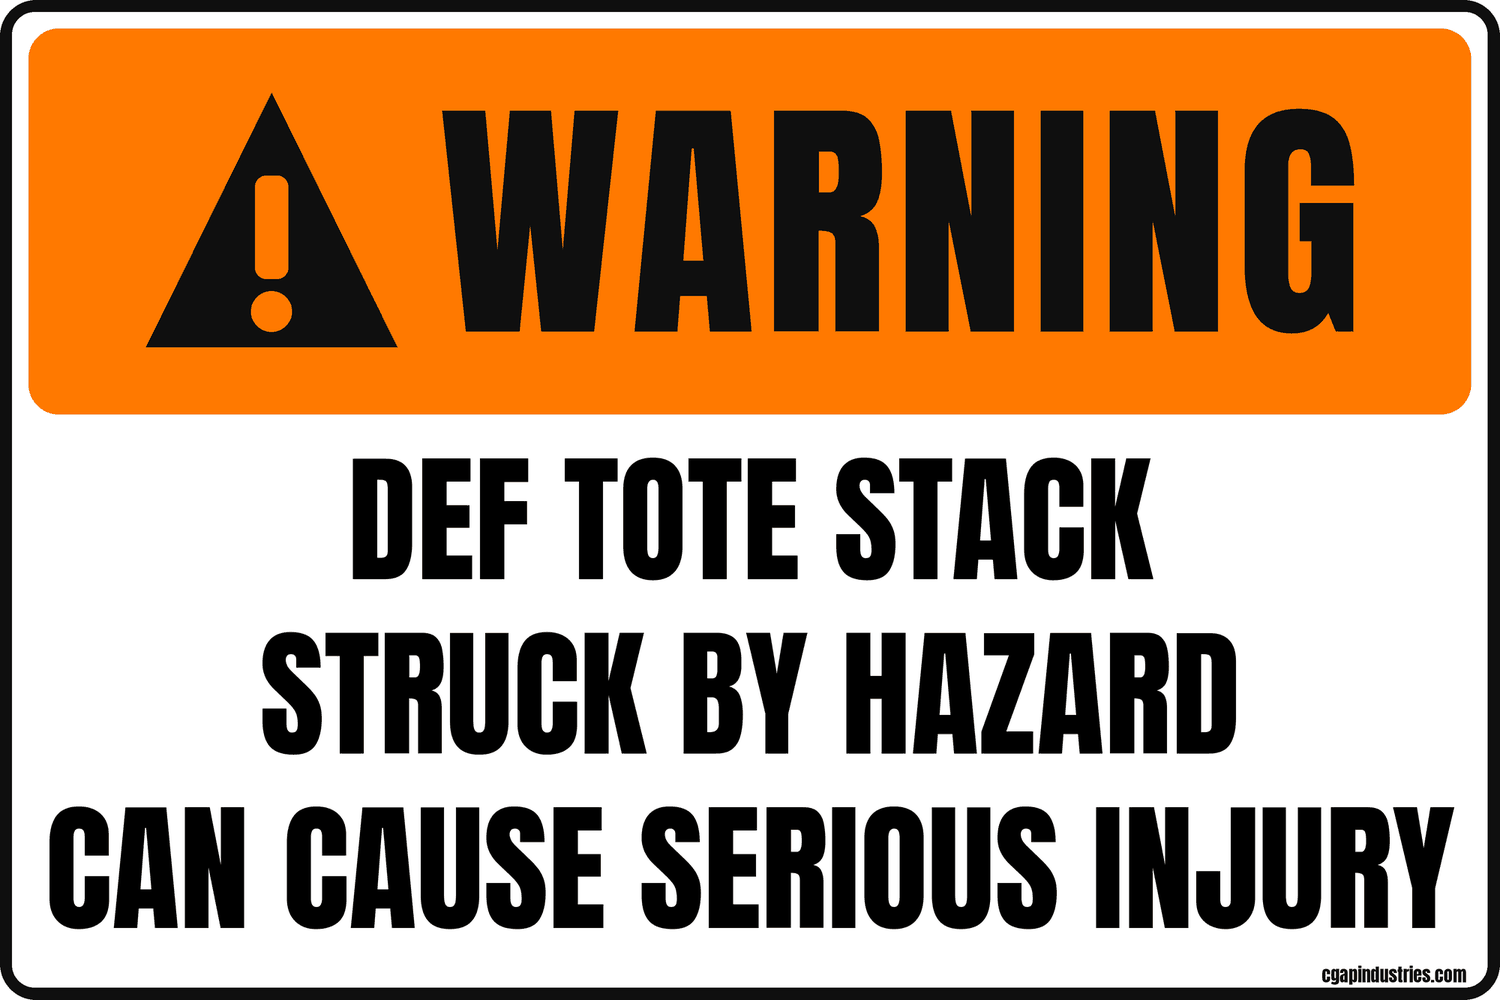 WARNING
DEF TOTE STACK
STRUCK BY HAZARD
CAN CAUSE SERIOUS INJURY
cgapindustries.com